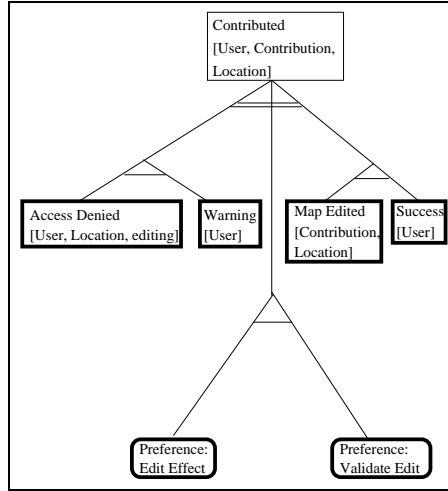 Contributed
[User, Contribution,
Location]
Access Denied
[User, Location, editing]
Warning
[User]
Map Edited
[Contribution,
Location]
Success
[User]
Preference:
Edit Effect
Preference:
Validate Edit